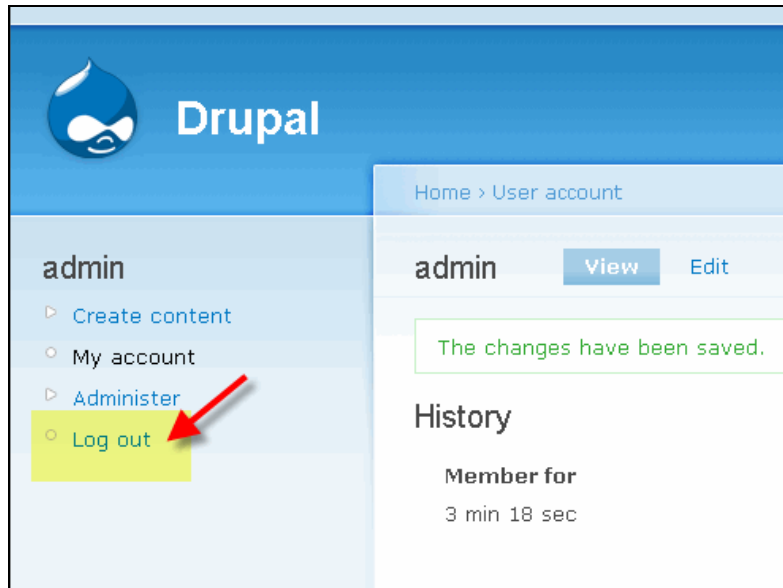 Drupal
Home › User account
admin
Create content
My account
Administer
Log out
admin View Edit
The changes have been saved.
History
Member for
3 min 18 sec